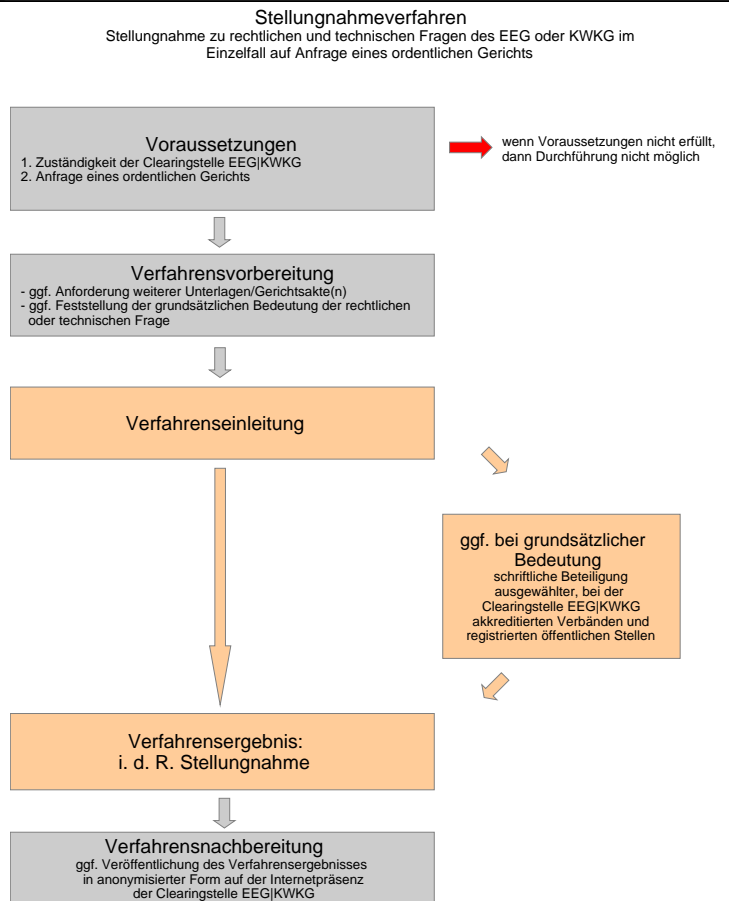 Stellungnahmeverfahren
Stellungnahme zu rechtlichen und technischen Fragen des EEG oder KWKG im
Einzelfall auf Anfrage eines ordentlichen Gerichts
Voraussetzungen
1. Zuständigkeit der Clearingstelle EEG|KWKG
2. Anfrage eines ordentlichen Gerichts
wenn Voraussetzungen nicht erfüllt,
dann Durchführung nicht möglich
Verfahrensvorbereitung
- ggf. Anforderung weiterer Unterlagen/Gerichtsakte(n)
- ggf. Feststellung der grundsätzlichen Bedeutung der rechtlichen
oder technischen Frage
Verfahrenseinleitung
ggf. bei grundsätzlicher
Bedeutung
schriftliche Beteiligung
ausgewählter, bei der
Clearingstelle EEG|KWKG
akkreditierten Verbänden und
registrierten öffentlichen Stellen
Verfahrensergebnis:
i. d. R. Stellungnahme
Verfahrensnachbereitung
ggf. Veröffentlichung des Verfahrensergebnisses
in anonymisierter Form auf der Internetpräsenz
der Clearingstelle EEG|KWKG